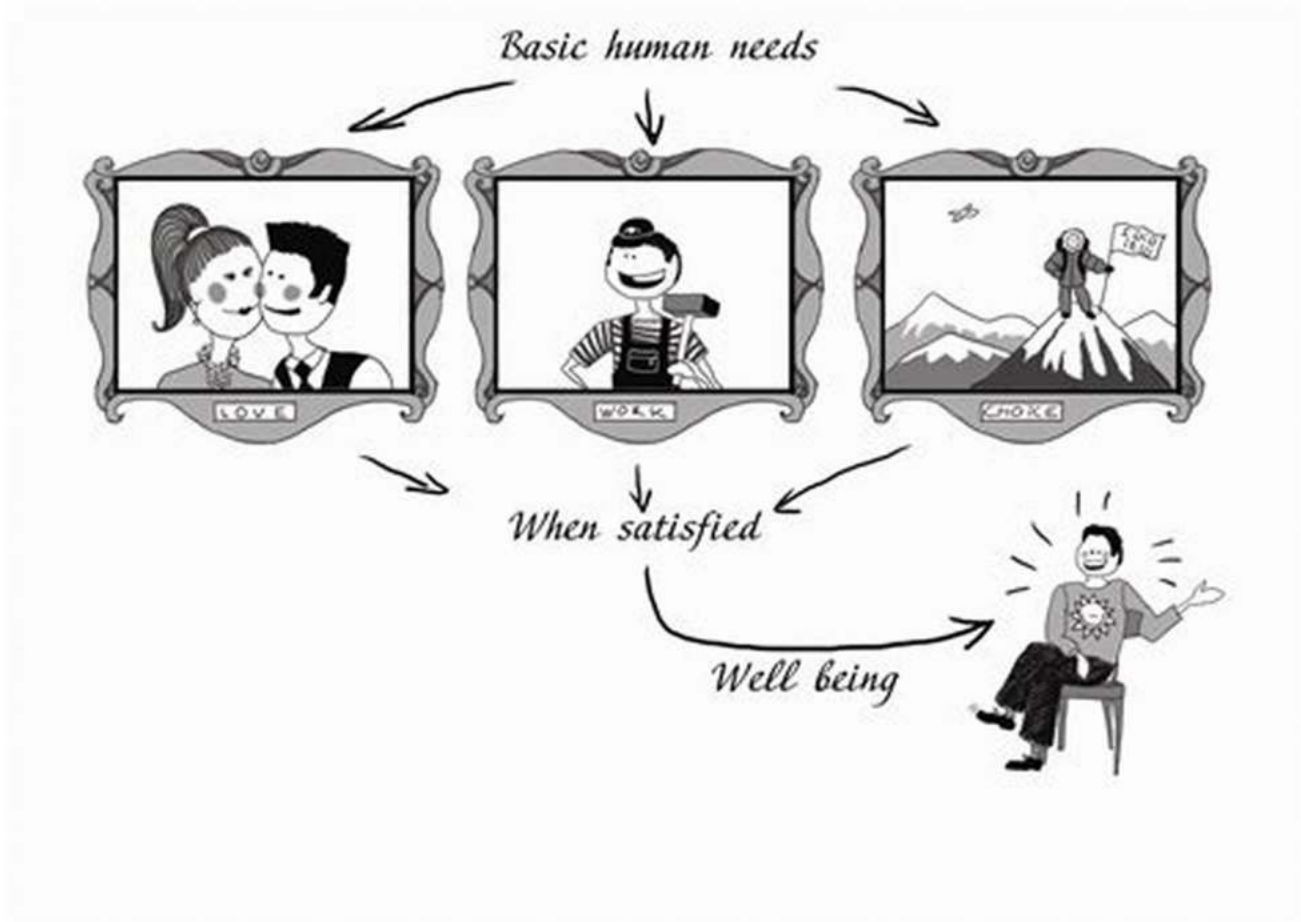 Basic human needs
LOVE
WORK
CHOICE
When satisfied
Well being